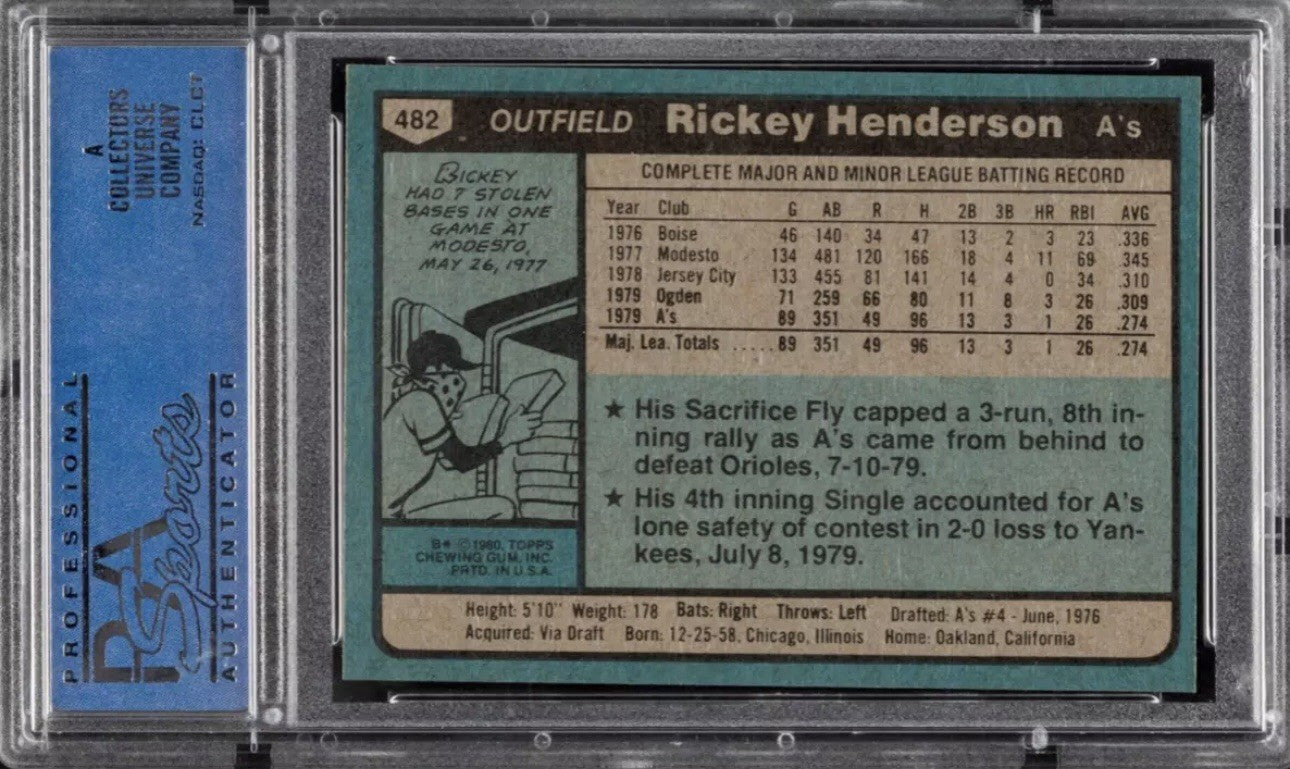 A
COLLECTORS
UNIVERSE
COMPANY
NASDAQ: CLCT
PROFESSIONAL
PSA
Sports
AUTHENTICATOR
482 OUTFIELD Rickey Henderson A's
RICKEY
HAD 7 STOLEN
BASES IN ONE
GAME AT
MODESTO,
MAY 26, 1977
B* © 1980, TOPPS
CHEWING GUM, INC.
PRTD. IN U.S.A.
COMPLETE MAJOR AND MINOR LEAGUE BATTING RECORD
Year Club G AB R H 2B 3B HR RBI AVG
1976 Boise 46 140 34 47 13 2 3 23 .336
1977 Modesto 134 481 120 166 18 4 11 69 .345
1978 Jersey City 133 455 81 141 14 4 0 34 .310
1979 Ogden 71 259 66 80 11 8 3 26 .309
1979 A's 89 351 49 96 13 3 1 26 .274
Maj. Lea. Totals ..... 89 351 49 96 13 3 1 26 .274
★ His Sacrifice Fly capped a 3-run, 8th in-
ning rally as A's came from behind to
defeat Orioles, 7-10-79.
★ His 4th inning Single accounted for A's
lone safety of contest in 2-0 loss to Yan-
kees, July 8, 1979.
Height: 5'10" Weight: 178 Bats: Right Throws: Left Drafted: A's #4 - June, 1976
Acquired: Via Draft Born: 12-25-58, Chicago, Illinois Home: Oakland, California